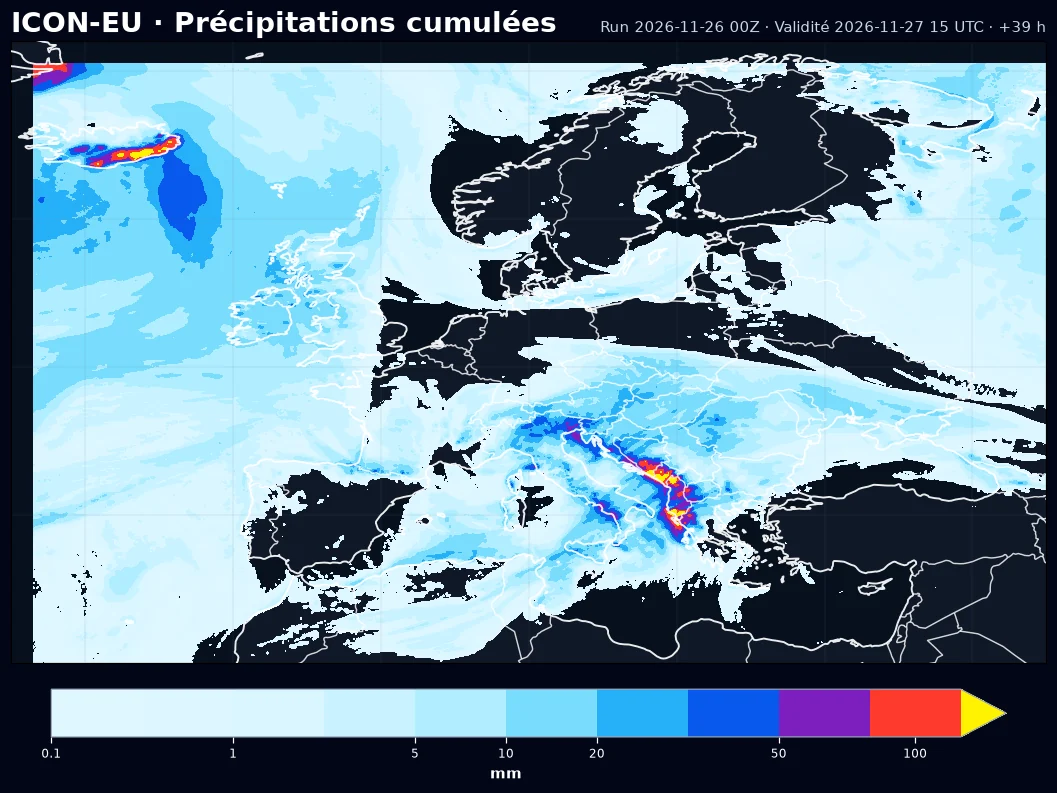 ICON-EU · Précipitations cumulées
Run 2026-11-26 00Z · Validité 2026-11-27 15 UTC · +39 h
0.1 1 5 10 20 50 100
mm